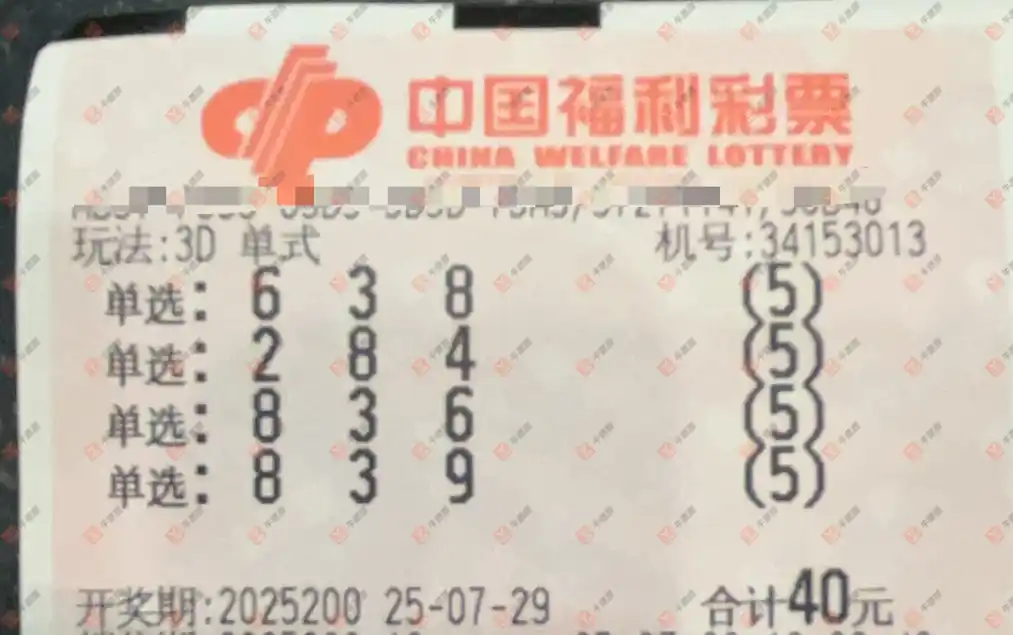 中国福利彩票
CHINA WELFARE LOTTERY
玩法:3D 单式 机号:34153013
单选: 6 3 8 (5)
单选: 2 8 4 (5)
单选: 8 3 6 (5)
单选: 8 3 9 (5)
开奖期:2025200 25-07-29 合计40元